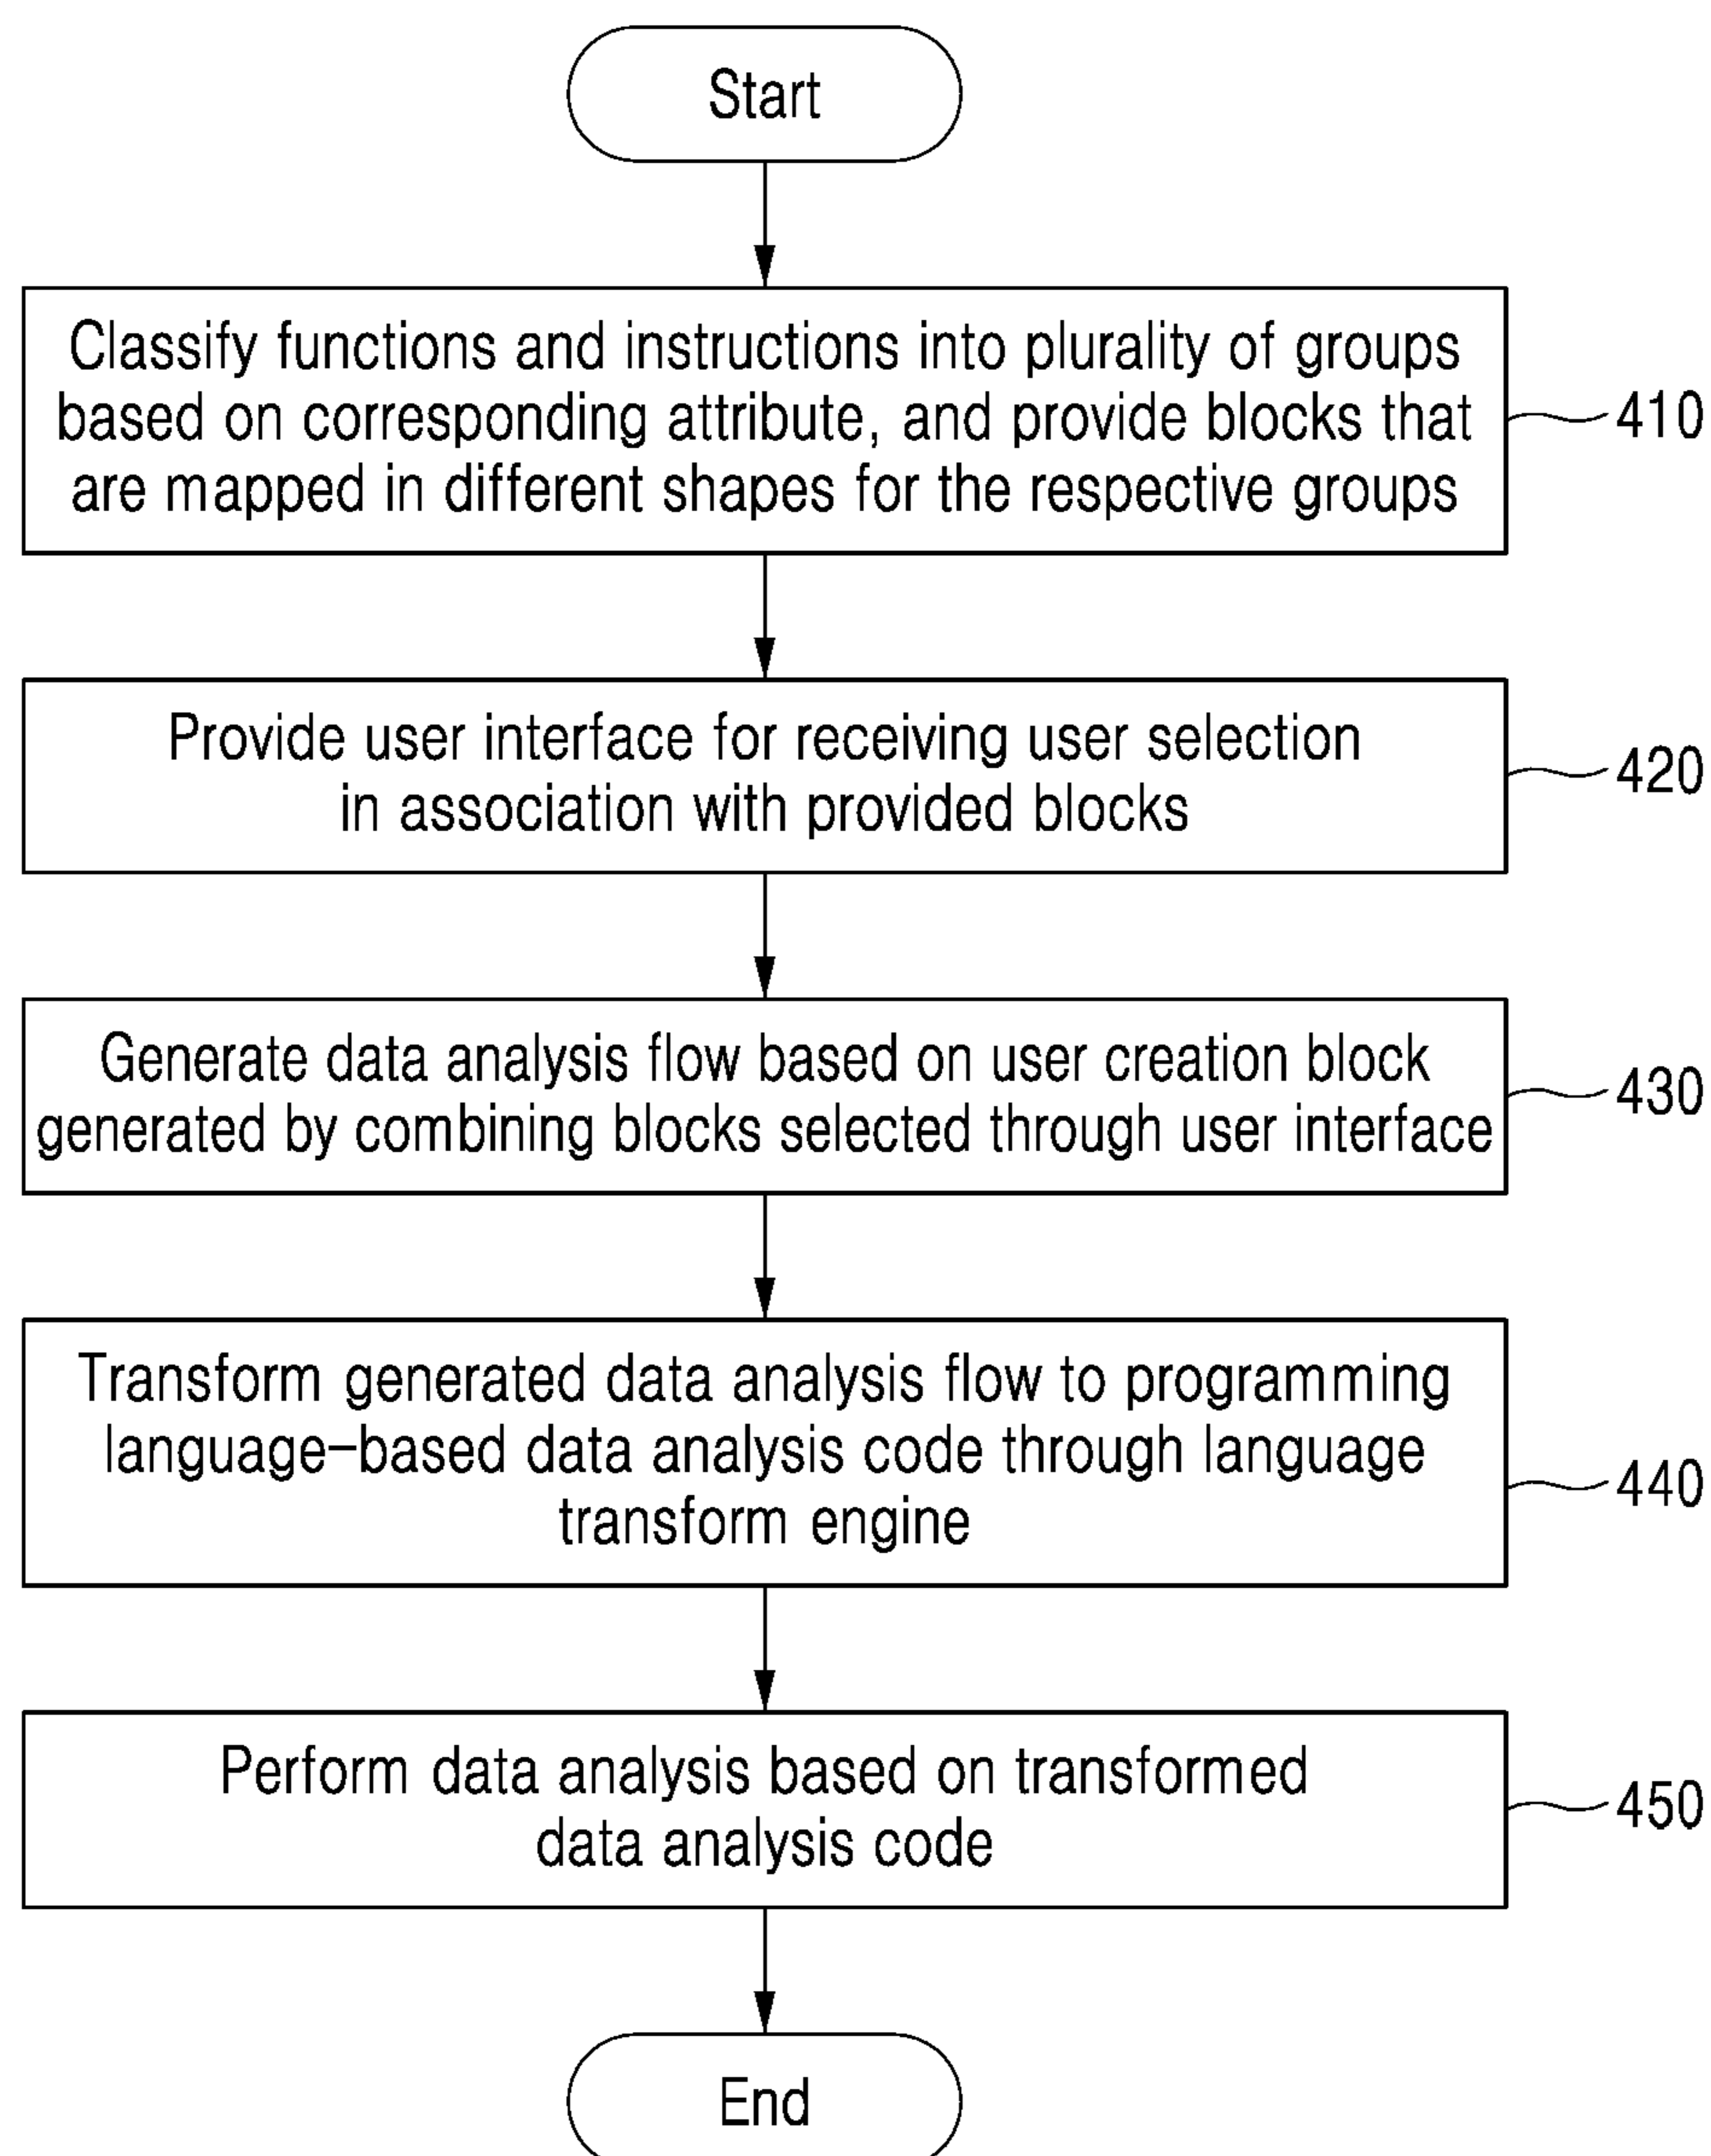 Start
Classify functions and instructions into plurality of groups
based on corresponding attribute, and provide blocks that
are mapped in different shapes for the respective groups
410
Provide user interface for receiving user selection
in association with provided blocks
420
Generate data analysis flow based on user creation block
generated by combining blocks selected through user interface
430
Transform generated data analysis flow to programming
language-based data analysis code through language
transform engine
440
Perform data analysis based on transformed
data analysis code
450
End